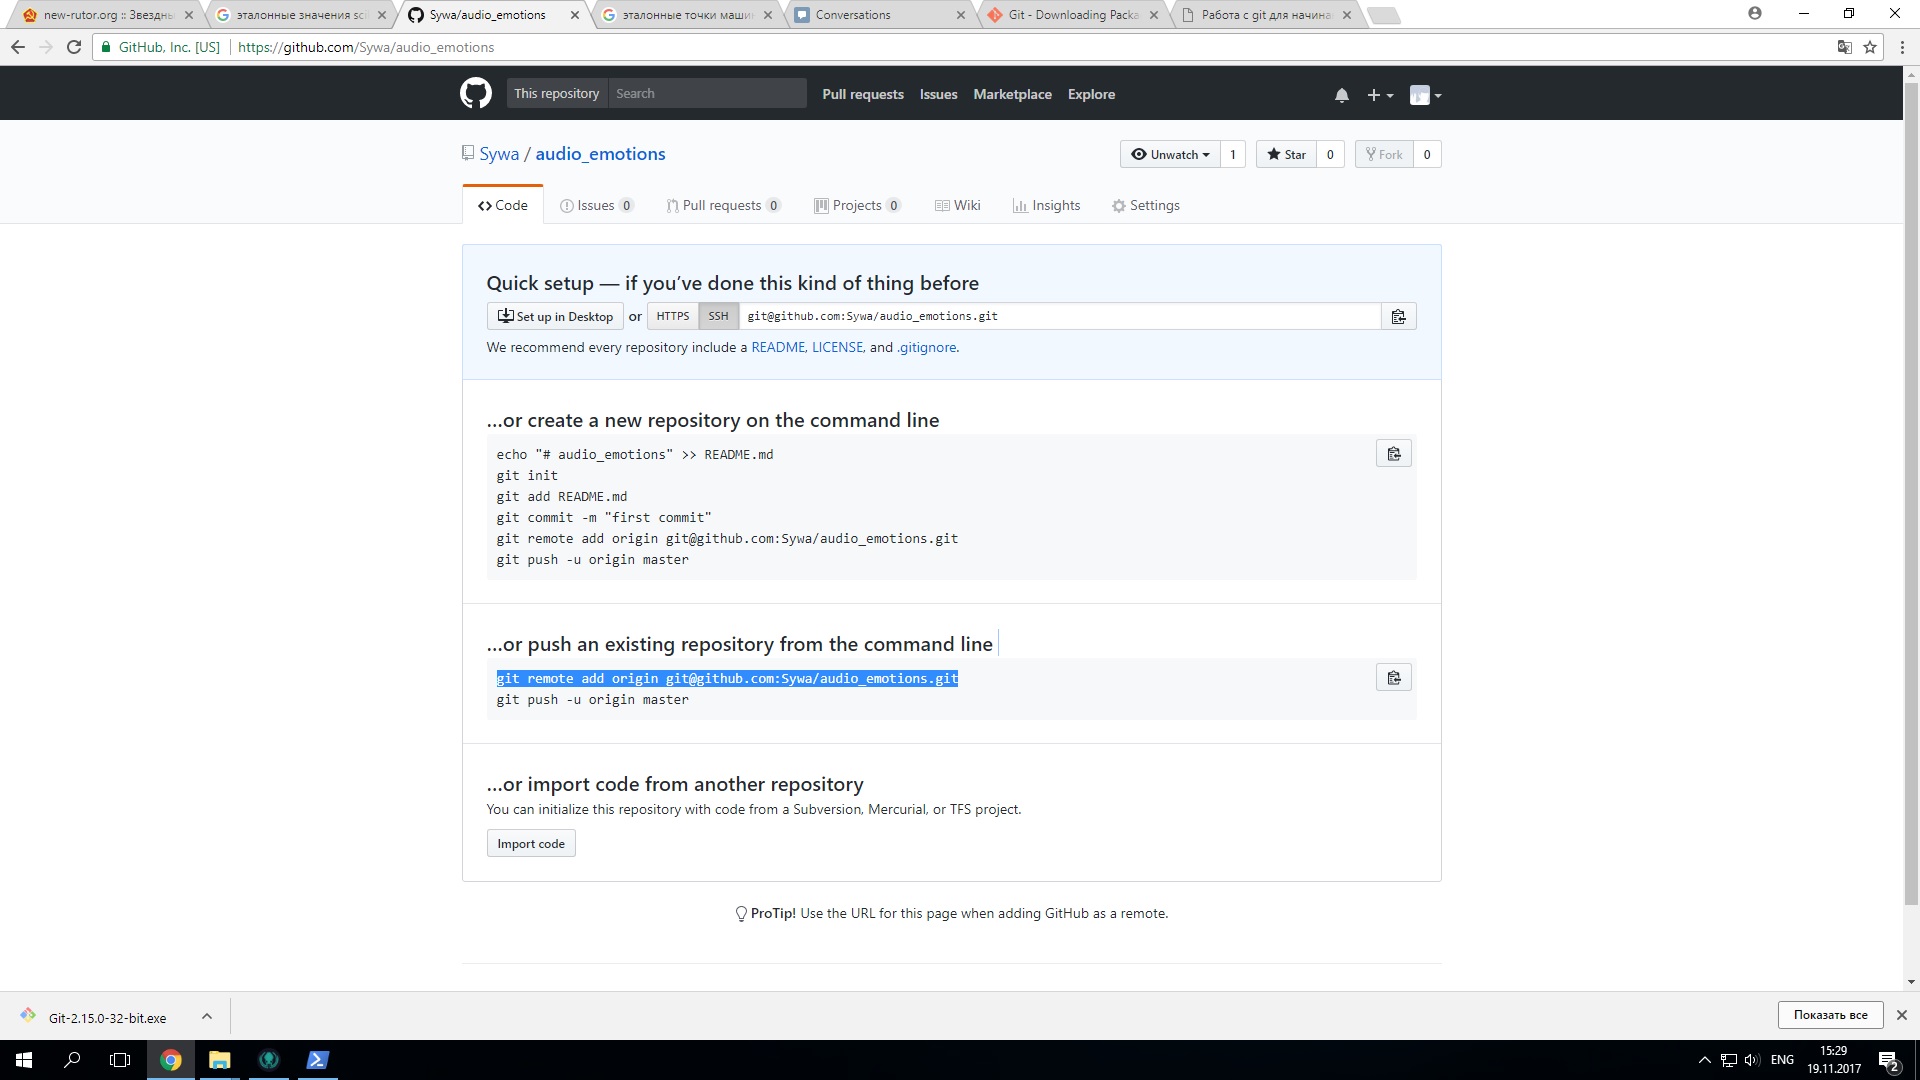 new-rutor.org :: Звездны
эталонные значения sci
Sywa/audio_emotions
эталонные точки маши
Conversations
Git - Downloading Packa
Работа с git для начина
GitHub, Inc. [US]
https://github.com/Sywa/audio_emotions
This repository
Search
Pull requests
Issues
Marketplace
Explore
Sywa / audio_emotions
Unwatch
1
Star
0
Fork
0
Code
Issues 0
Pull requests 0
Projects 0
Wiki
Insights
Settings
Quick setup — if you’ve done this kind of thing before
Set up in Desktop
or
HTTPS
SSH
git@github.com:Sywa/audio_emotions.git
We recommend every repository include a README, LICENSE, and .gitignore.
…or create a new repository on the command line
echo "# audio_emotions" >> README.md
git init
git add README.md
git commit -m "first commit"
git remote add origin git@github.com:Sywa/audio_emotions.git
git push -u origin master
…or push an existing repository from the command line
git remote add origin git@github.com:Sywa/audio_emotions.git
git push -u origin master
…or import code from another repository
You can initialize this repository with code from a Subversion, Mercurial, or TFS project.
Import code
ProTip! Use the URL for this page when adding GitHub as a remote.
Git-2.15.0-32-bit.exe
Показать все
ENG
15:29
19.11.2017
2